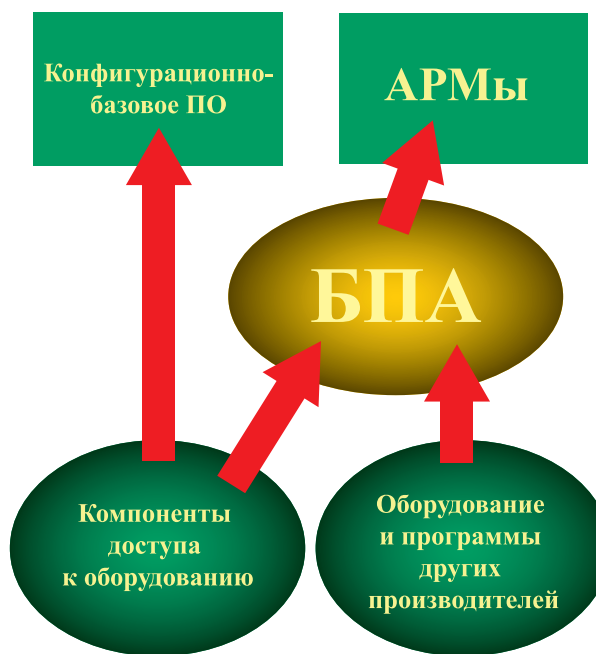 Конфигурационно-
базовое ПО
АРМы
БПА
Компоненты
доступа
к оборудованию
Оборудование
и программы
других
производителей